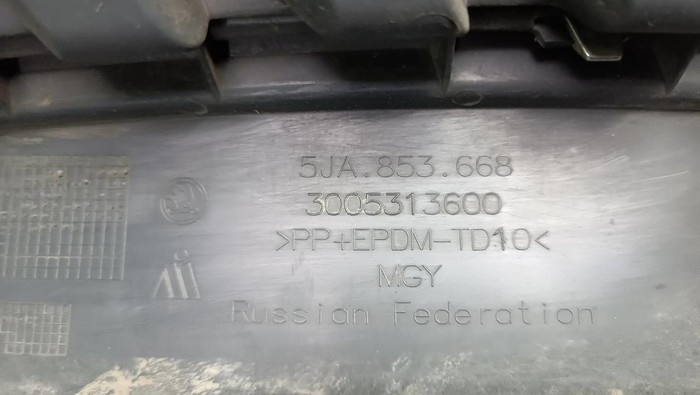 5JA.853.668
3005313600
>PP+EPDM-TD10<
MGY
Russian Federation